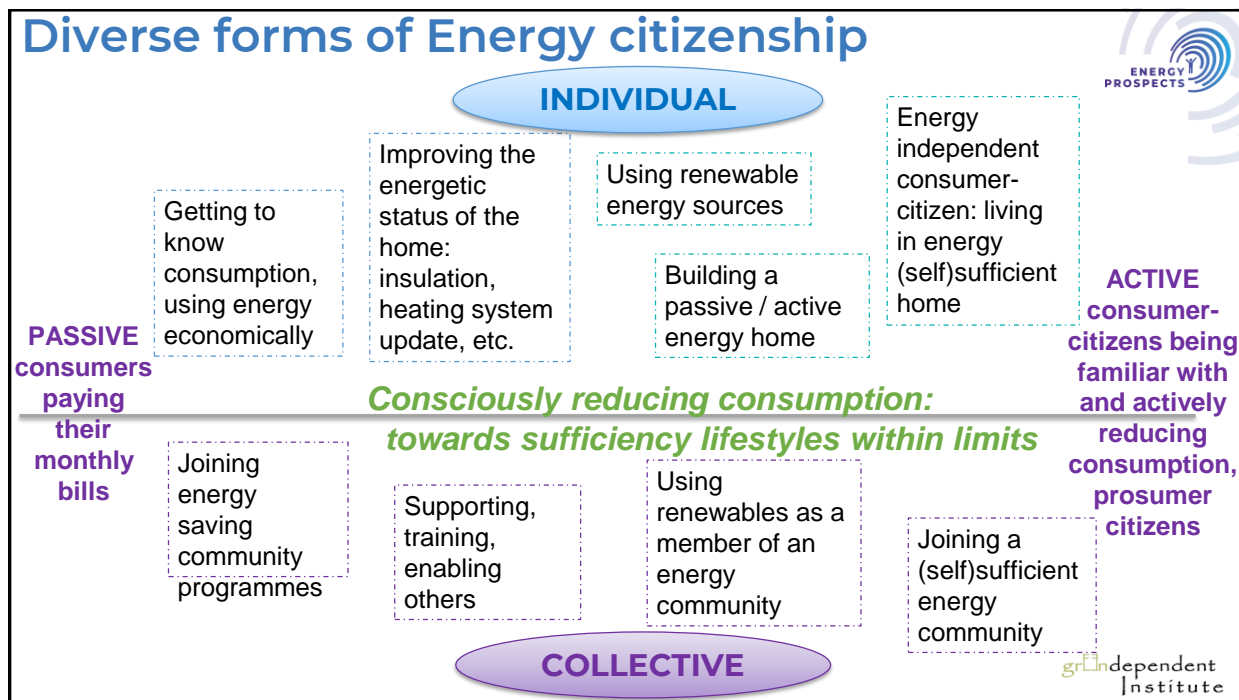 Diverse forms of Energy citizenship
ENERGY
PROSPECTS
INDIVIDUAL
Getting to
know
consumption,
using energy
economically
Improving the
energetic
status of the
home:
insulation,
heating system
update, etc.
Using renewable
energy sources
Building a
passive / active
energy home
Energy
independent
consumer-
citizen: living
in energy
(self)sufficient
home
PASSIVE
consumers
paying
their
monthly
bills
Consciously reducing consumption:
towards sufficiency lifestyles within limits
ACTIVE
consumer-
citizens being
familiar with
and actively
reducing
consumption,
prosumer
citizens
Joining
energy
saving
community
programmes
Supporting,
training,
enabling
others
Using
renewables as a
member of an
energy
community
Joining a
(self)sufficient
energy
community
COLLECTIVE
greendependent
Institute